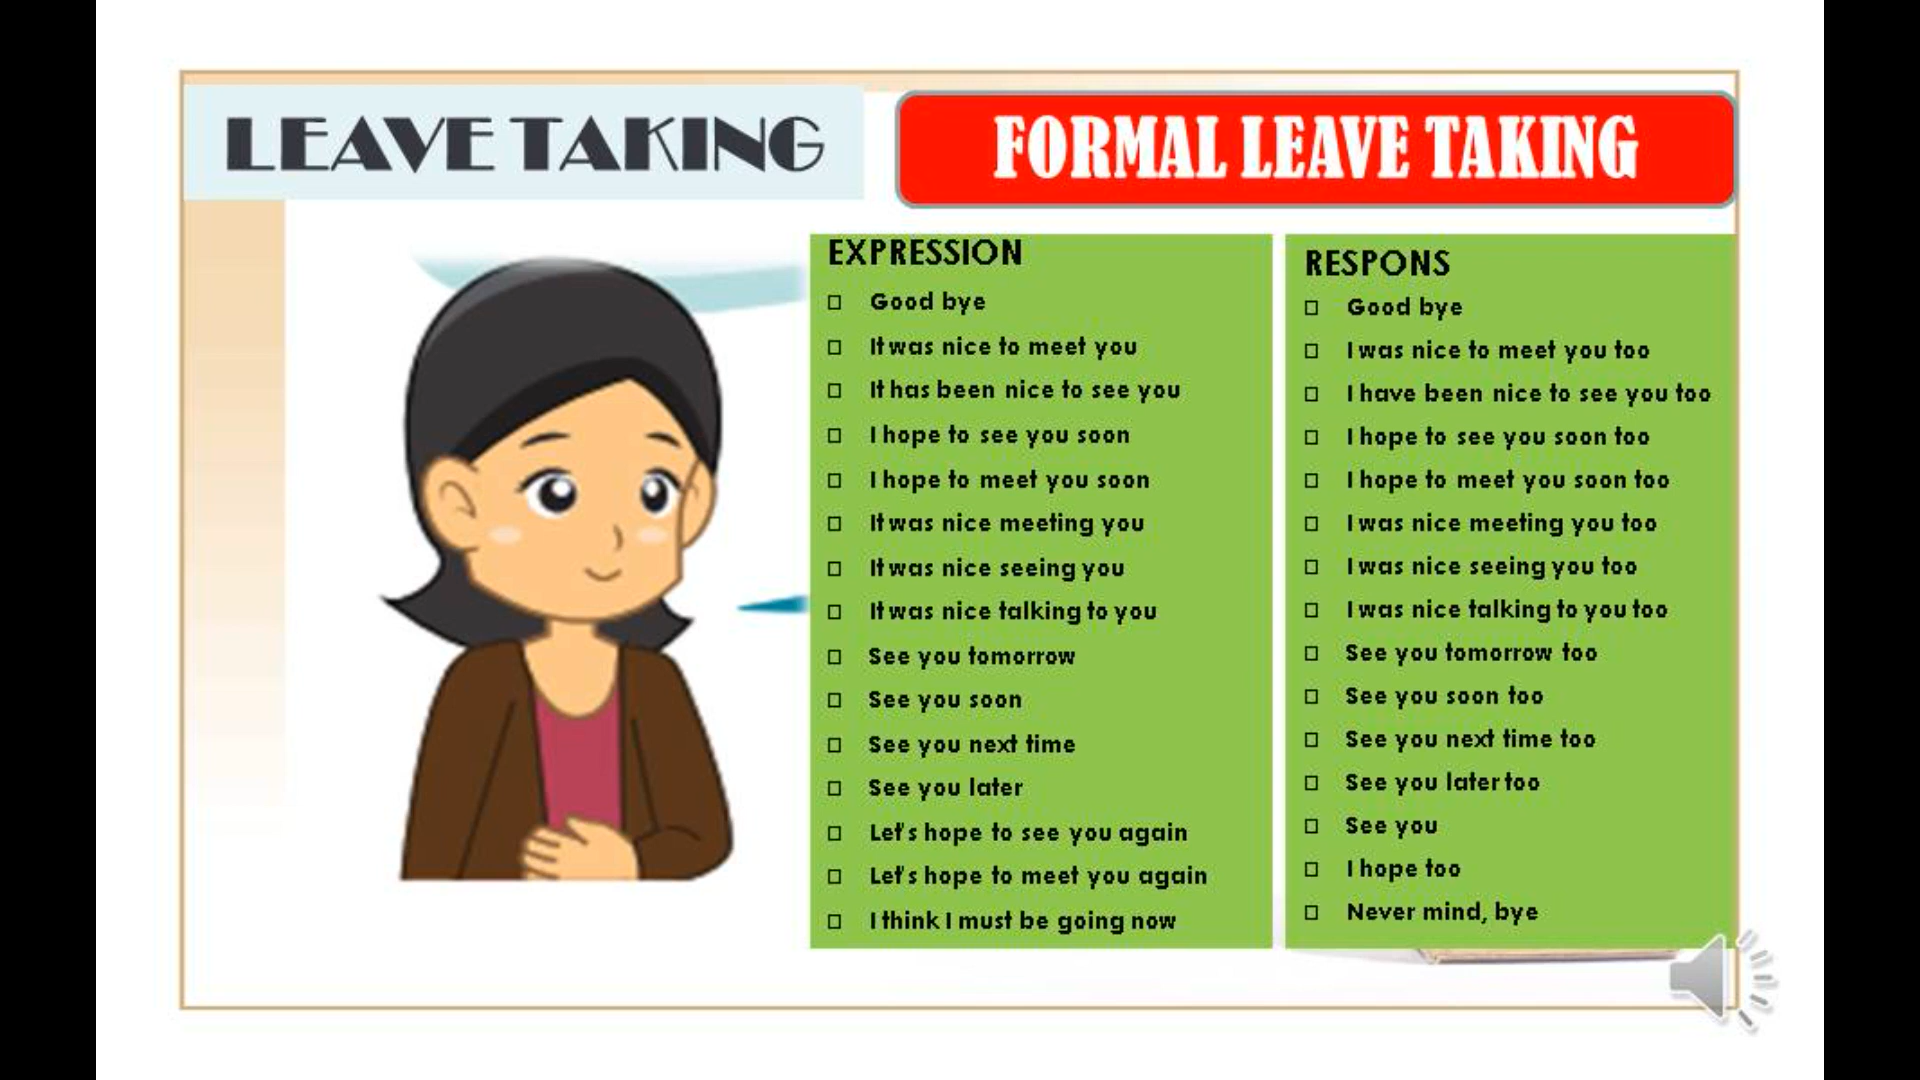 LEAVE TAKING
FORMAL LEAVE TAKING
EXPRESSION
Good bye
It was nice to meet you
It has been nice to see you
I hope to see you soon
I hope to meet you soon
It was nice meeting you
It was nice seeing you
It was nice talking to you
See you tomorrow
See you soon
See you next time
See you later
Let's hope to see you again
Let's hope to meet you again
I think I must be going now
RESPONS
Good bye
I was nice to meet you too
I have been nice to see you too
I hope to see you soon too
I hope to meet you soon too
I was nice meeting you too
I was nice seeing you too
I was nice talking to you too
See you tomorrow too
See you soon too
See you next time too
See you later too
See you
I hope too
Never mind, bye